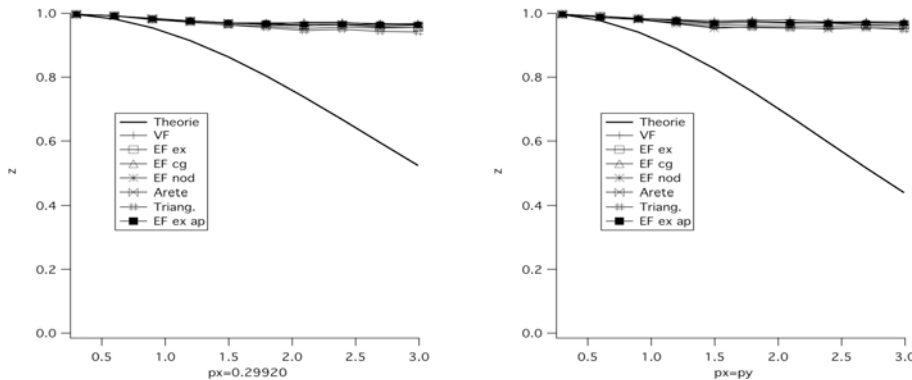 1.0
0.8
0.6
0.4
0.2
0.0
z
Theorie
VF
EF ex
EF cg
EF nod
Arete
Triang.
EF ex ap
0.5 1.0 1.5 2.0 2.5 3.0
px=0.29920
1.0
0.8
0.6
0.4
0.2
0.0
z
Theorie
VF
EF ex
EF cg
EF nod
Arete
Triang.
EF ex ap
0.5 1.0 1.5 2.0 2.5 3.0
px=py